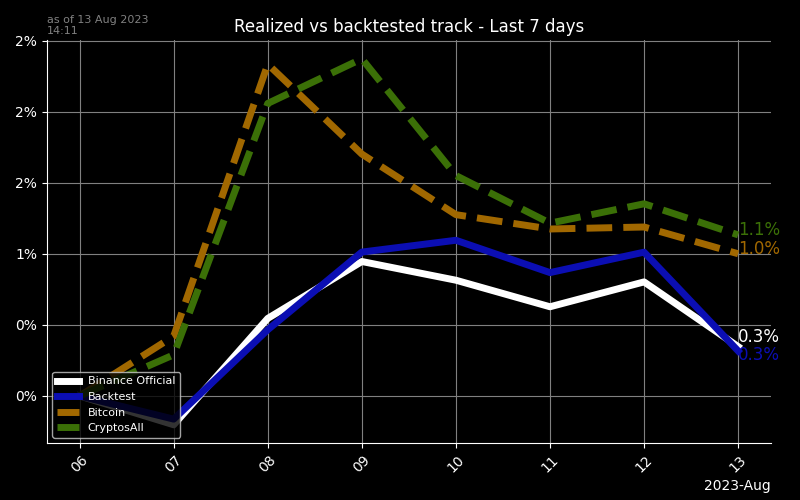 as of 13 Aug 2023
14:11
Realized vs backtested track - Last 7 days
2%
2%
2%
1%
0%
0%
1.1%
1.0%
0.3%
0.3%
Binance Official
Backtest
Bitcoin
CryptosAll
06
07
08
09
10
11
12
13
2023-Aug